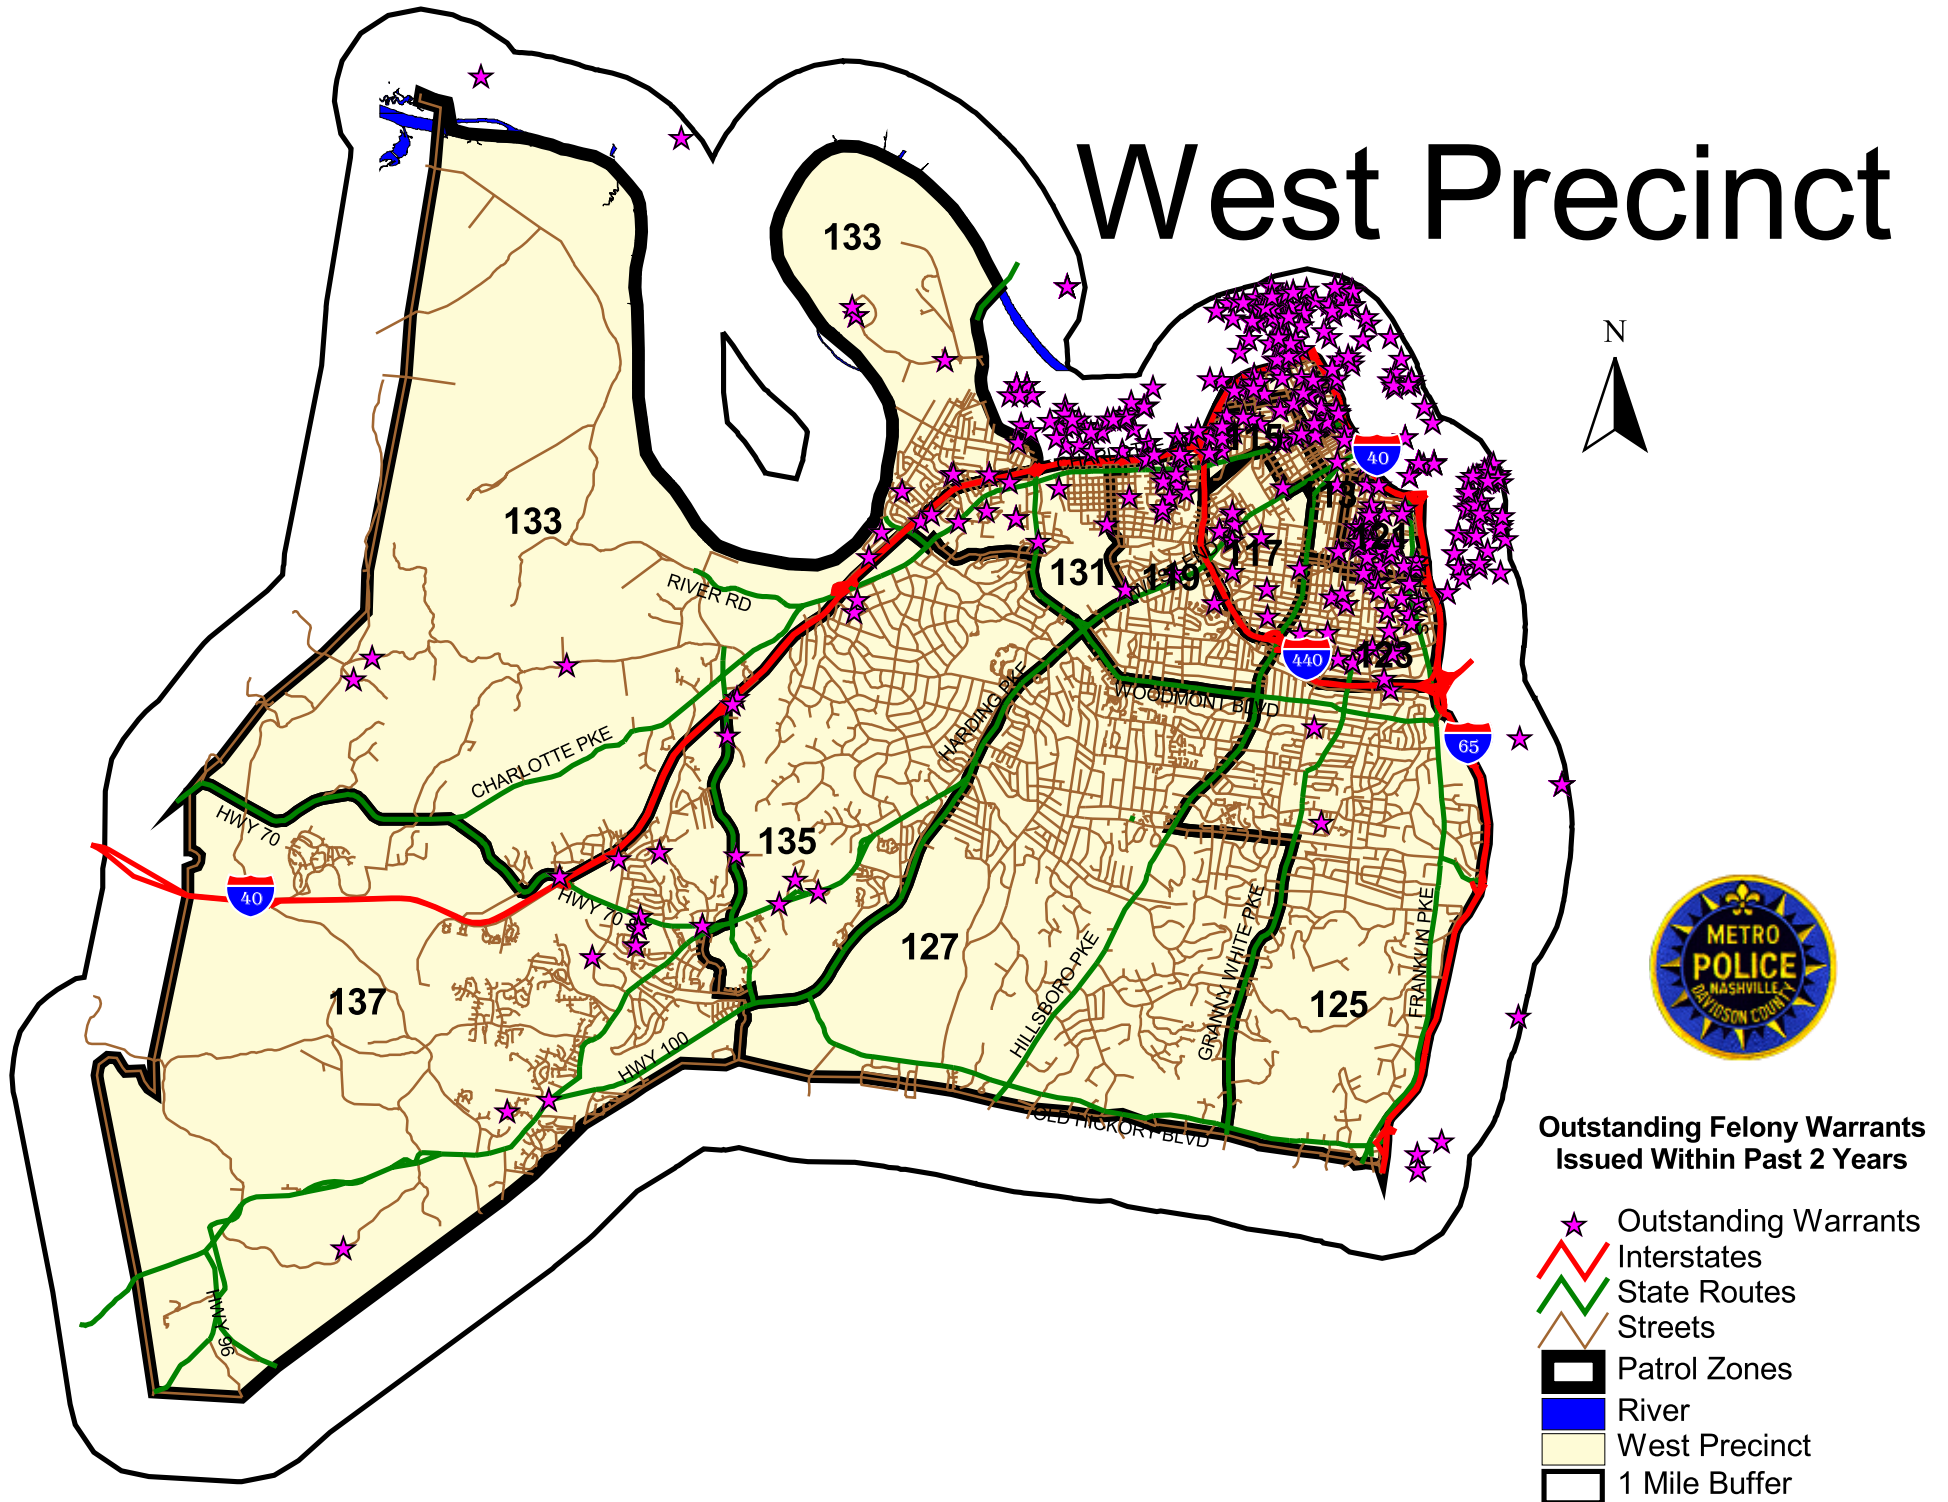 West Precinct
133
N
115
40
133
13
121
117
131
119
RIVER RD
123
440
HARDING PKE
WOODMONT BLVD
65
CHARLOTTE PKE
HWY 70
135
40
HWY 70 S
127
HILLSBORO PKE
GRANNY WHITE PKE
FRANKLIN PKE
METRO
POLICE
NASHVILLE
DAVIDSON COUNTY
137
125
HWY 100
OLD HICKORY BLVD
HWY 96
Outstanding Felony Warrants
Issued Within Past 2 Years
Outstanding Warrants
Interstates
State Routes
Streets
Patrol Zones
River
West Precinct
1 Mile Buffer